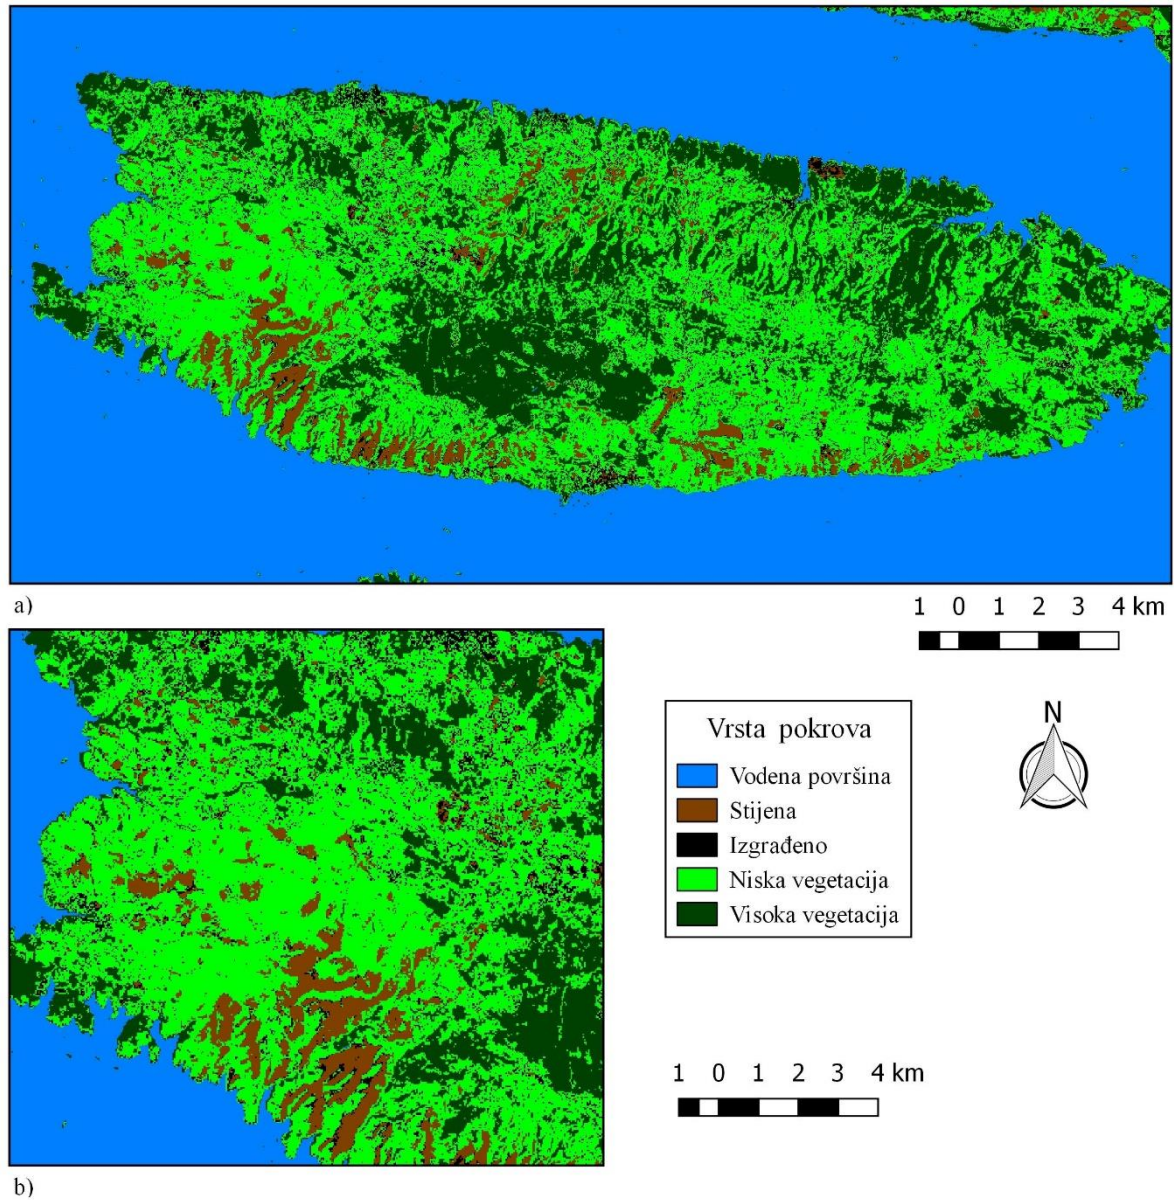 a)
1 0 1 2 3 4 km
Vrsta pokrova
Vodena površina
Stijena
Izgrađeno
Niska vegetacija
Visoka vegetacija
N
1 0 1 2 3 4 km
b)